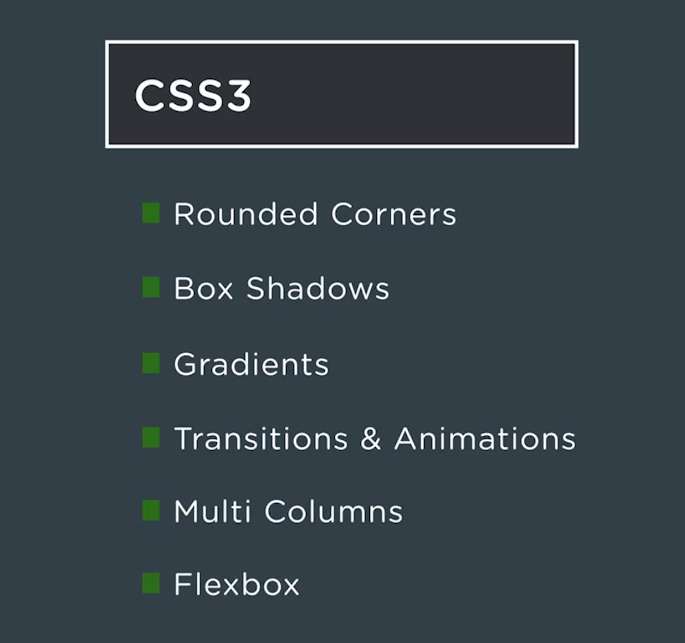 CSS3
Rounded Corners
Box Shadows
Gradients
Transitions & Animations
Multi Columns
Flexbox